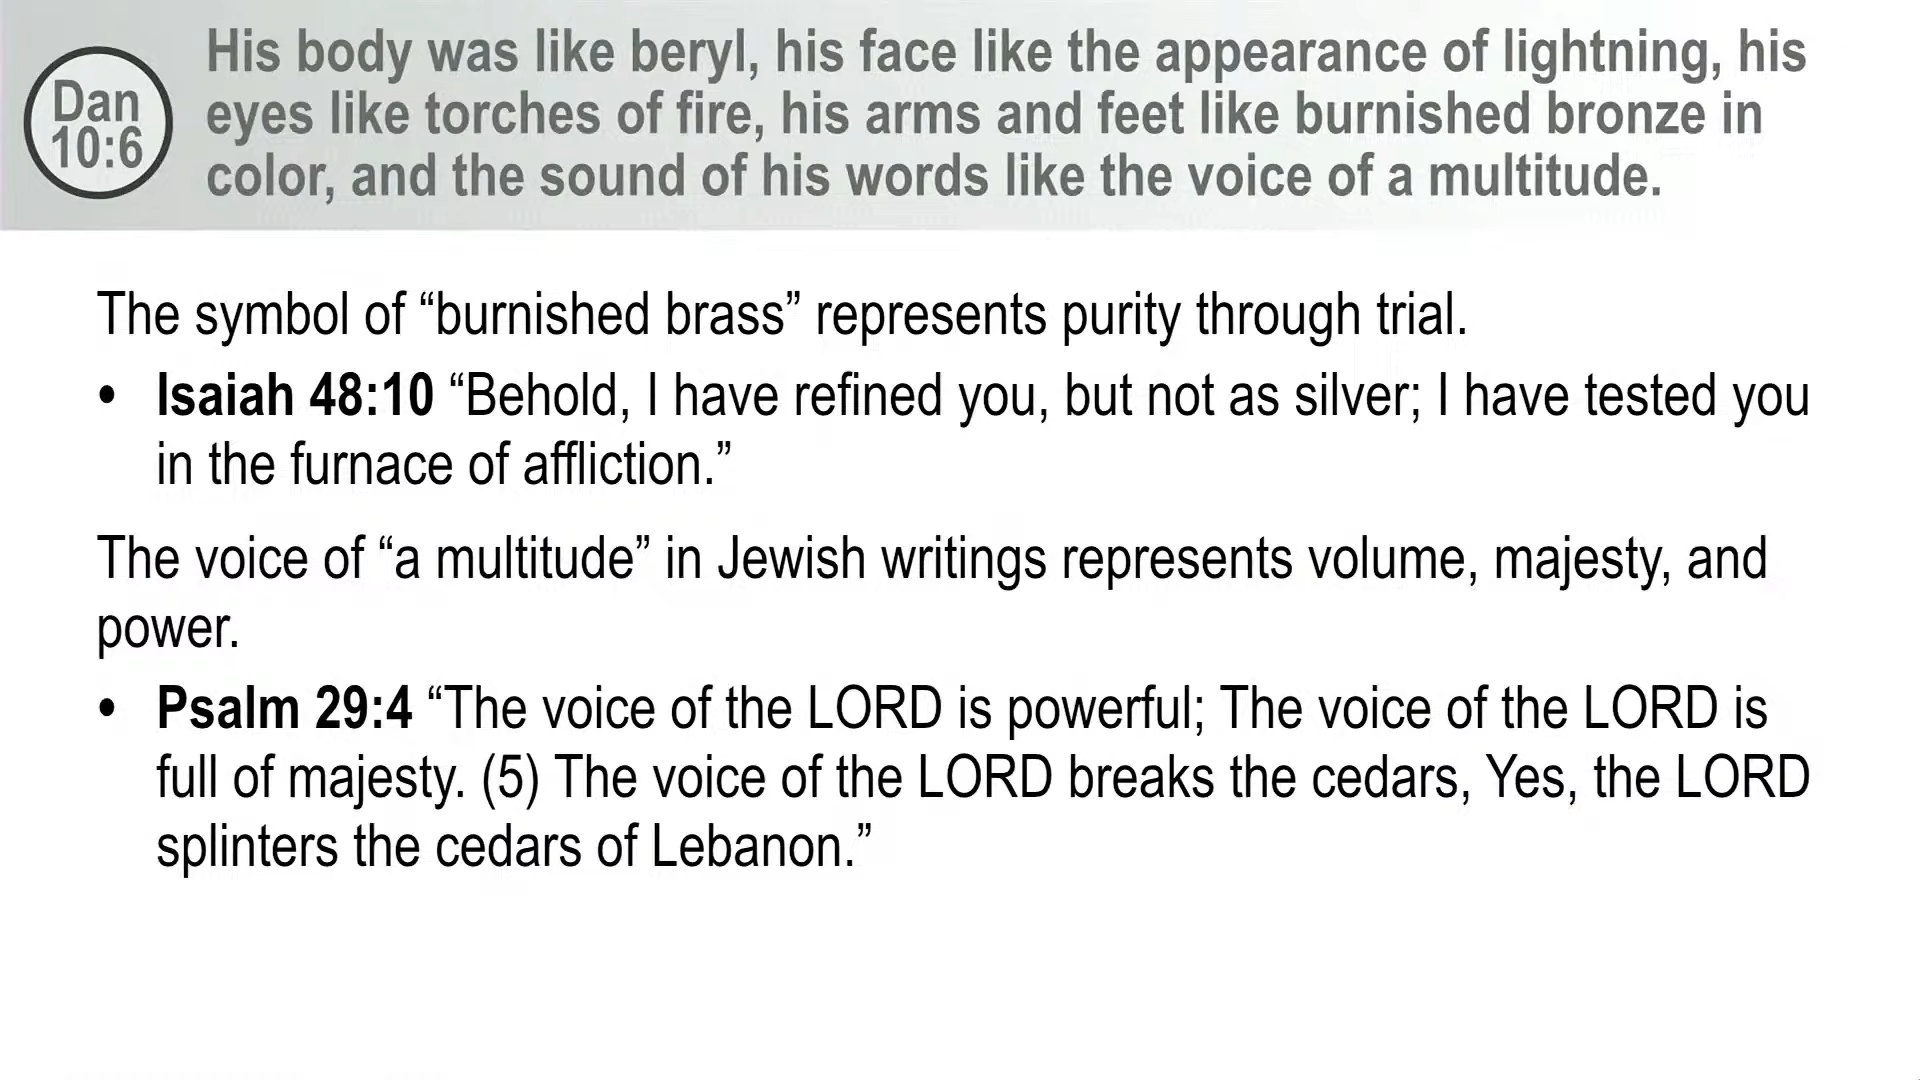 Dan
10:6
His body was like beryl, his face like the appearance of lightning, his
eyes like torches of fire, his arms and feet like burnished bronze in
color, and the sound of his words like the voice of a multitude.
The symbol of “burnished brass” represents purity through trial.
• Isaiah 48:10 “Behold, I have refined you, but not as silver; I have tested you
in the furnace of affliction.”
The voice of “a multitude” in Jewish writings represents volume, majesty, and
power.
• Psalm 29:4 “The voice of the LORD is powerful; The voice of the LORD is
full of majesty. (5) The voice of the LORD breaks the cedars, Yes, the LORD
splinters the cedars of Lebanon.”